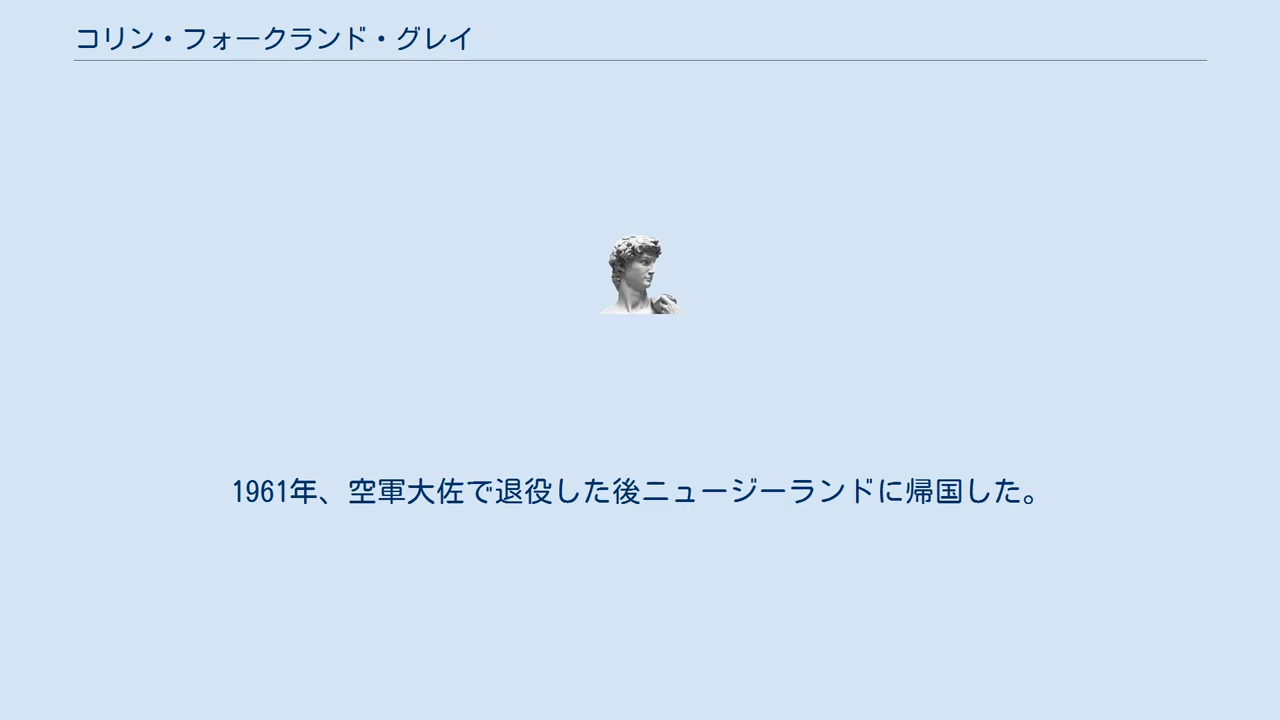 コリン・フォークランド・グレイ
1961年、空軍大佐で退役した後ニュージーランドに帰国した。